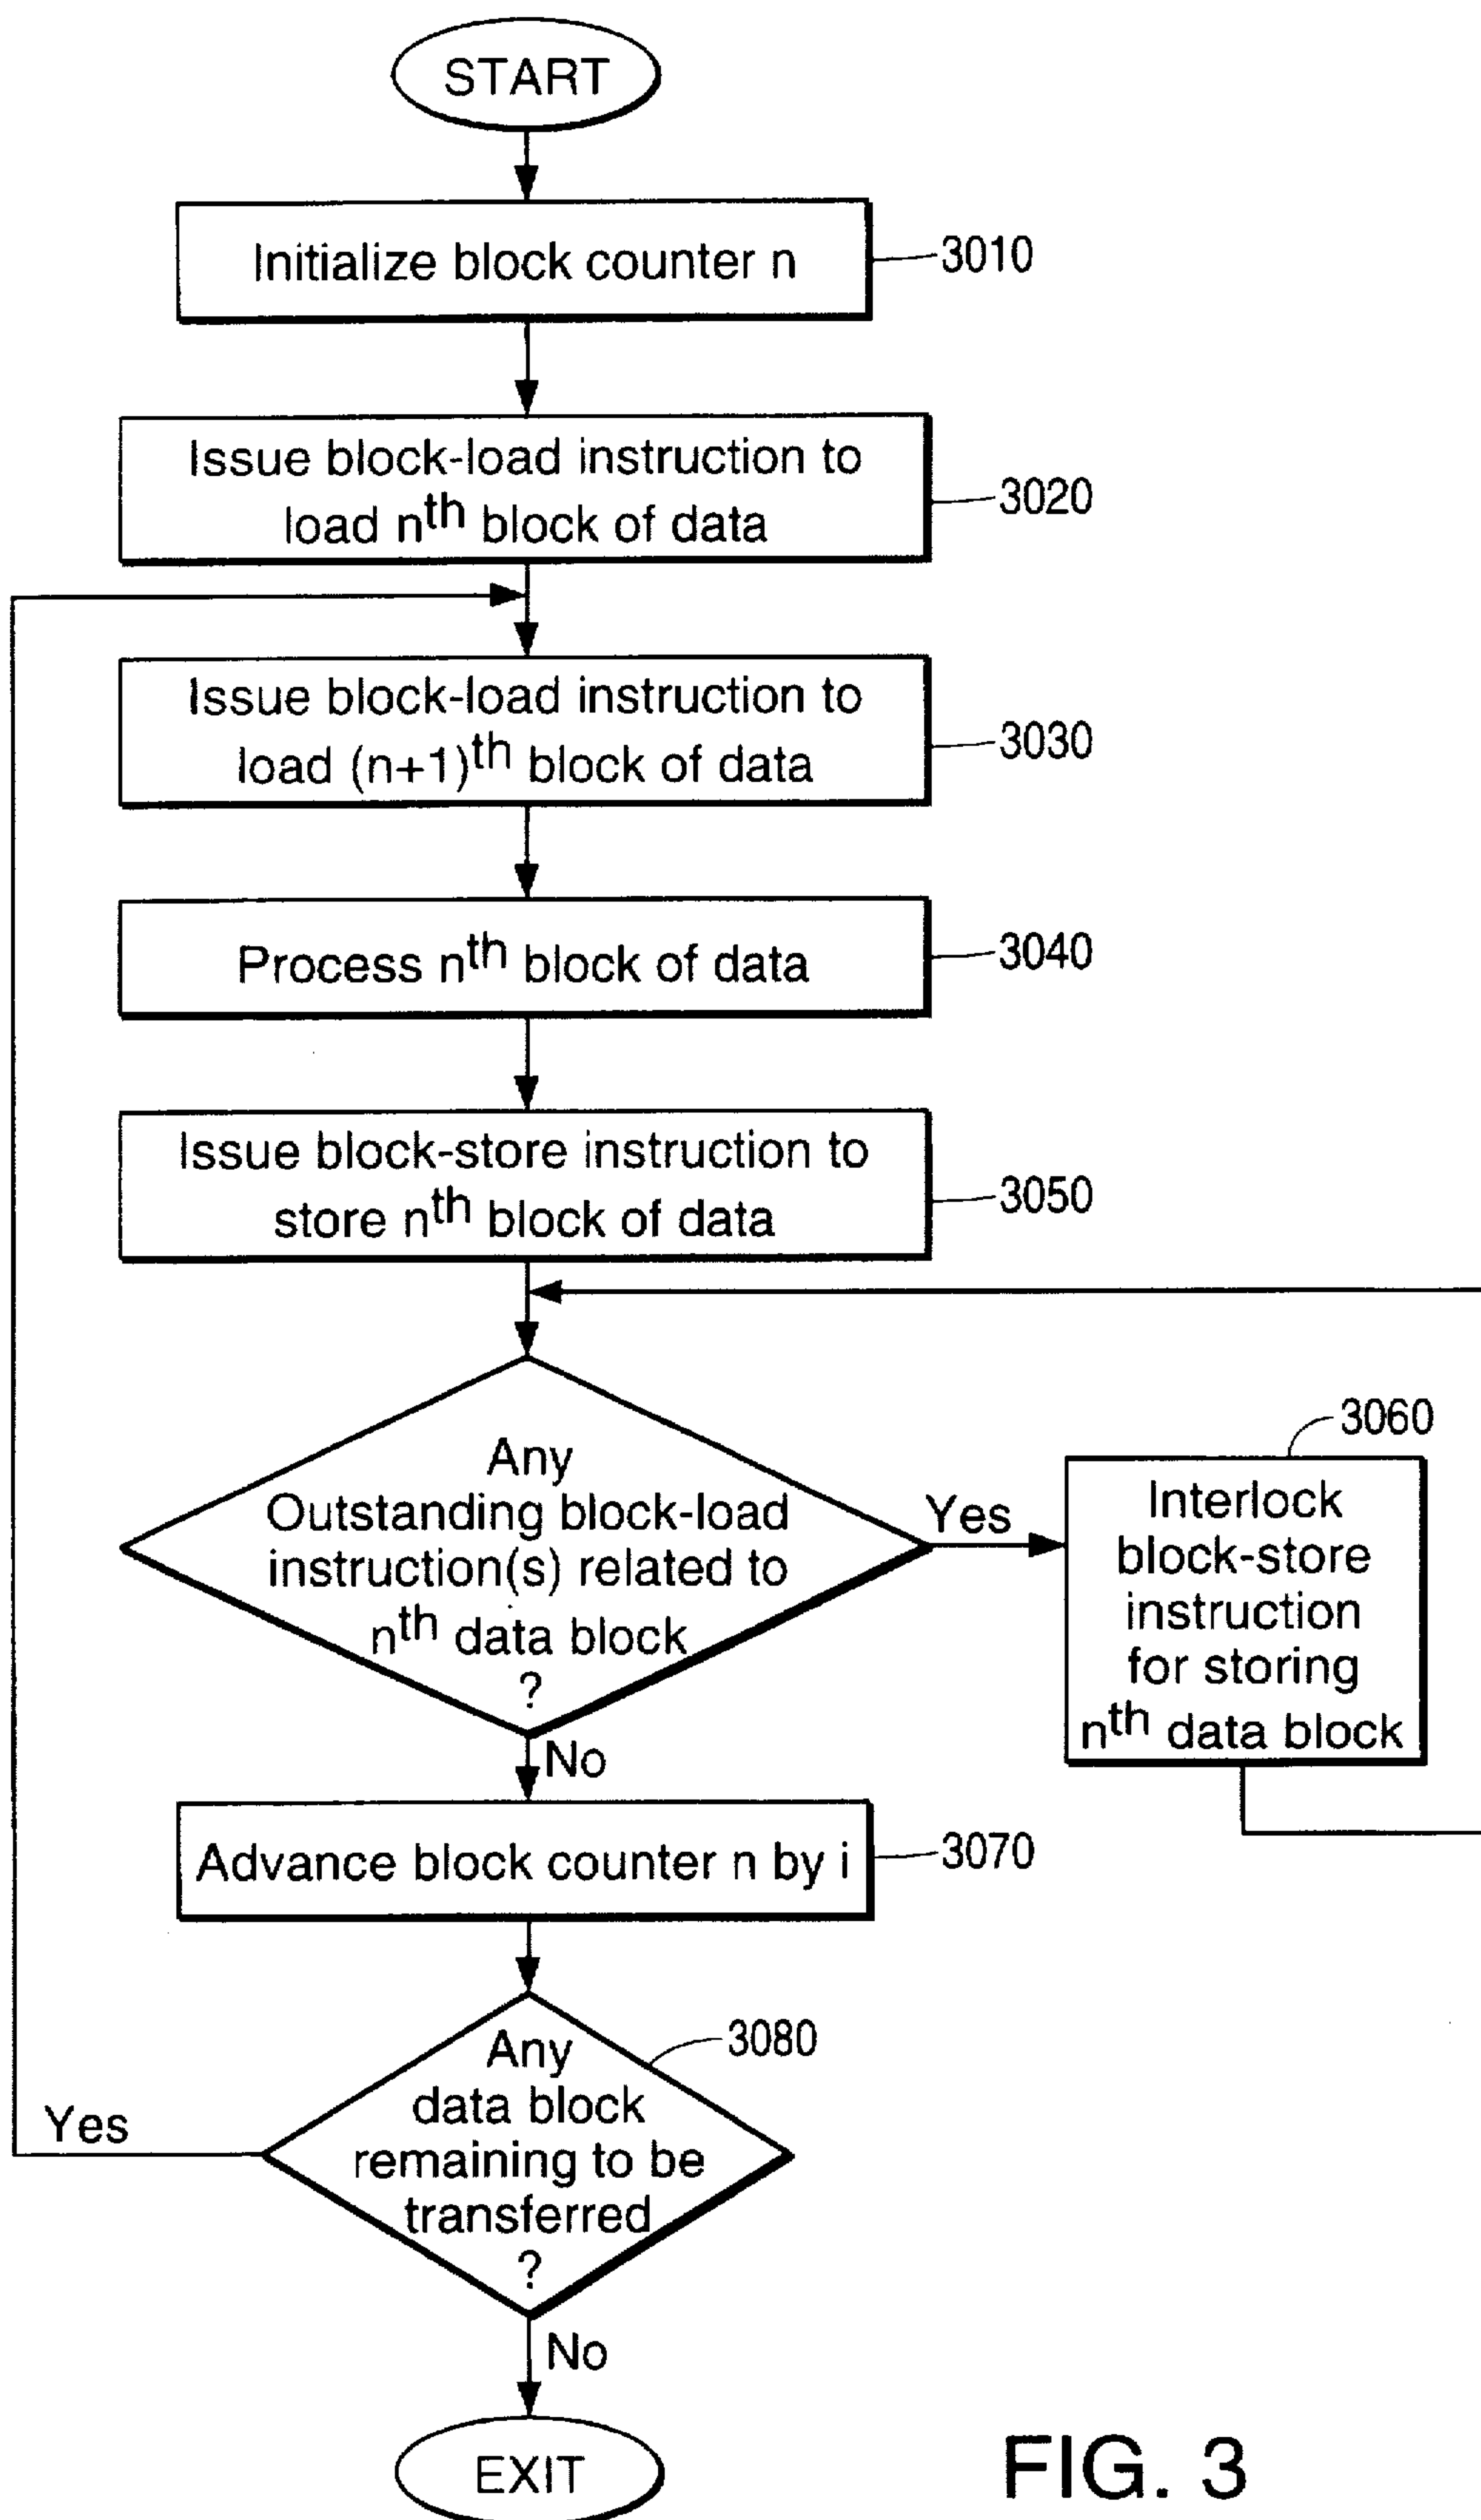 START
Initialize block counter n
3010
Issue block-load instruction to
load nth block of data
3020
Issue block-load instruction to
load (n+1)th block of data
3030
Process nth block of data
3040
Issue block-store instruction to
store nth block of data
3050
Any
Outstanding block-load
instruction(s) related to
nth data block
?
Yes
3060
Interlock
block-store
instruction
for storing
nth data block
No
Advance block counter n by i
3070
Any
data block
remaining to be
transferred
?
3080
Yes
No
EXIT
FIG. 3